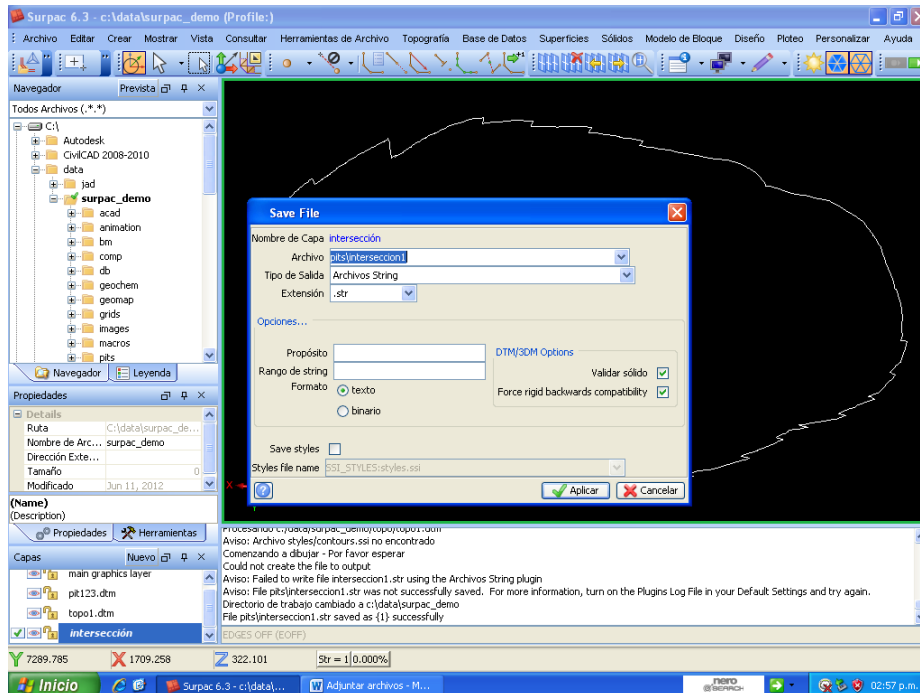 Surpac 6.3 - c:\data\surpac_demo (Profile:)
Archivo Editar Crear Mostrar Vista Consultar Herramientas de Archivo Topografía Base de Datos Superficies Sólidos Modelo de Bloque Diseño Ploteo Personalizar Ayuda
Navegador Prevista
Todos Archivos (.*.*)
C:\
Autodesk
CivilCAD 2008-2010
data
jad
surpac_demo
acad
animation
bm
comp
db
geochem
geomap
grids
images
macros
pits
Navegador Leyenda
Propiedades
Details
Ruta C:\data\surpac_de...
Nombre de Arc... surpac_demo
Dirección Exte...
Tamaño 0
Modificado Jun 11, 2012
(Name)
(Description)
Propiedades Herramientas
Capas Nuevo
main graphics layer
pit123.dtm
topo1.dtm
intersección
Save File
Nombre de Capa intersección
Archivo pits\interseccion1
Tipo de Salida Archivos String
Extensión .str
Opciones...
Propósito
Rango de string
Formato texto
binario
DTM/3DM Options
Validar sólido
Force rigid backwards compatibility
Save styles
Styles file name SSI_STYLES:styles.ssi
Aplicar Cancelar
X
Procesando c:/data/surpac_demo/topo/topo1.dtm
Aviso: Archivo styles/contours.ssi no encontrado
Comenzando a dibujar - Por favor esperar
Could not create the file to output
Aviso: Failed to write file interseccion1.str using the Archivos String plugin
Aviso: File pits\interseccion1.str was not successfully saved. For more information, turn on the Plugins Log File in your Default Settings and try again.
Directorio de trabajo cambiado a c:\data\surpac_demo
File pits\interseccion1.str saved as {1} successfully
EDGES OFF (EOFF)
Y 7289.785 X 1709.258 Z 322.101 Str = 1 0.000%
Inicio Surpac 6.3 - c:\data\... Adjuntar archivos - M... nero SEARCH 02:57 p.m.